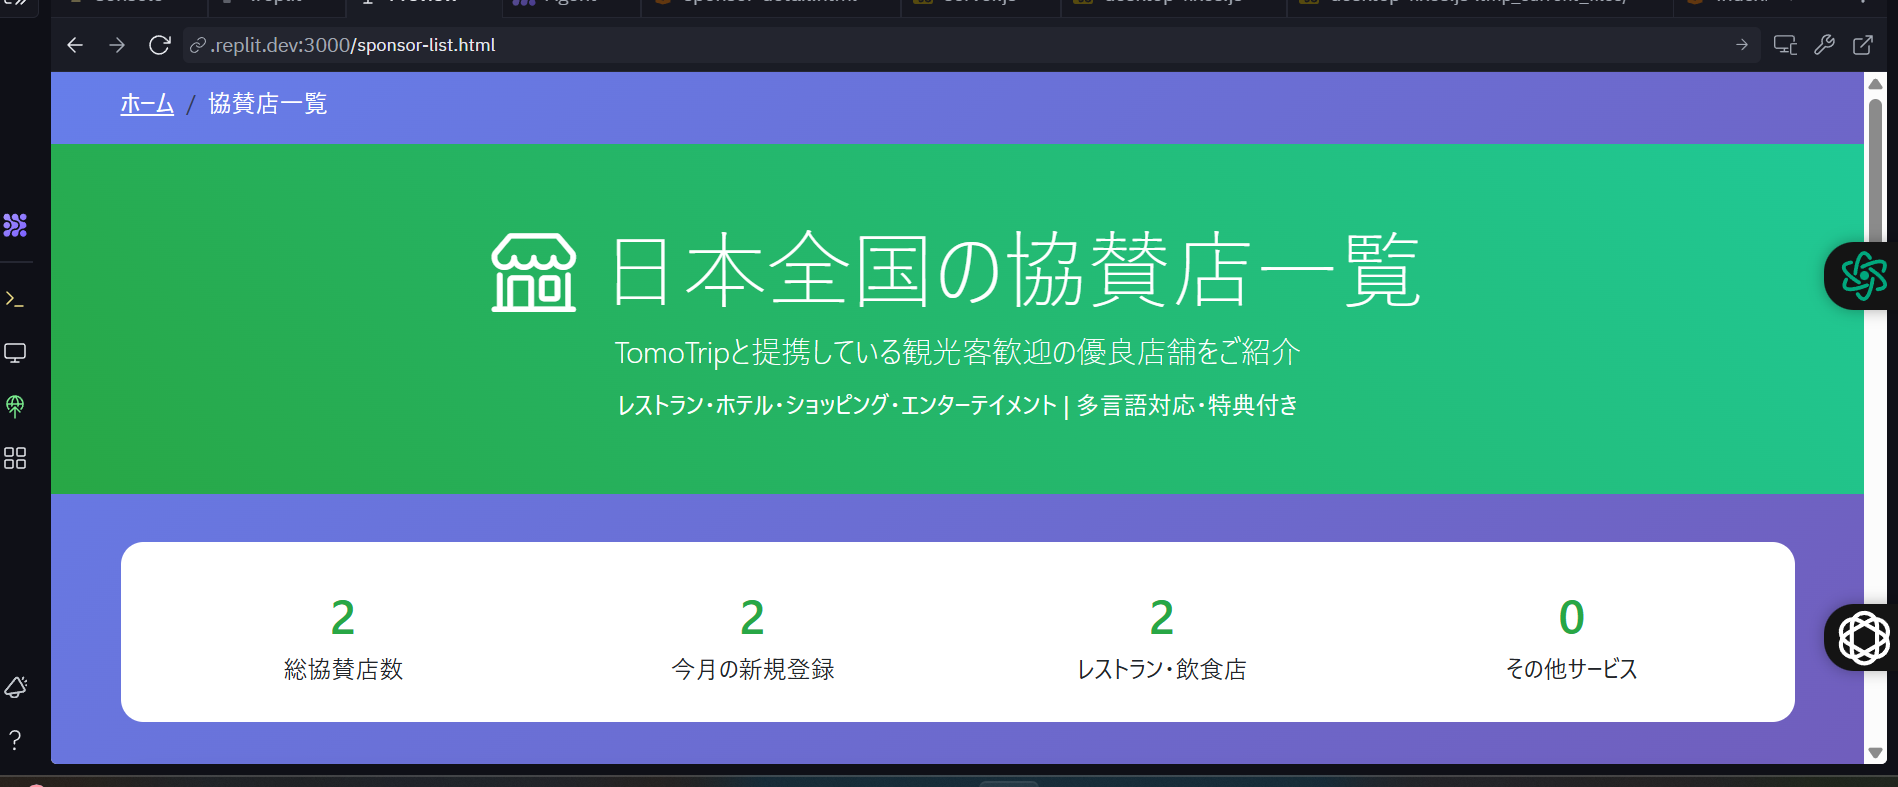 .replit.dev:3000/sponsor-list.html
ホーム / 協賛店一覧
日本全国の協賛店一覧
TomoTripと提携している観光客歓迎の優良店舗をご紹介
レストラン・ホテル・ショッピング・エンターテイメント | 多言語対応・特典付き
2 2 2 0
総協賛店数 今月の新規登録 レストラン・飲食店 その他サービス